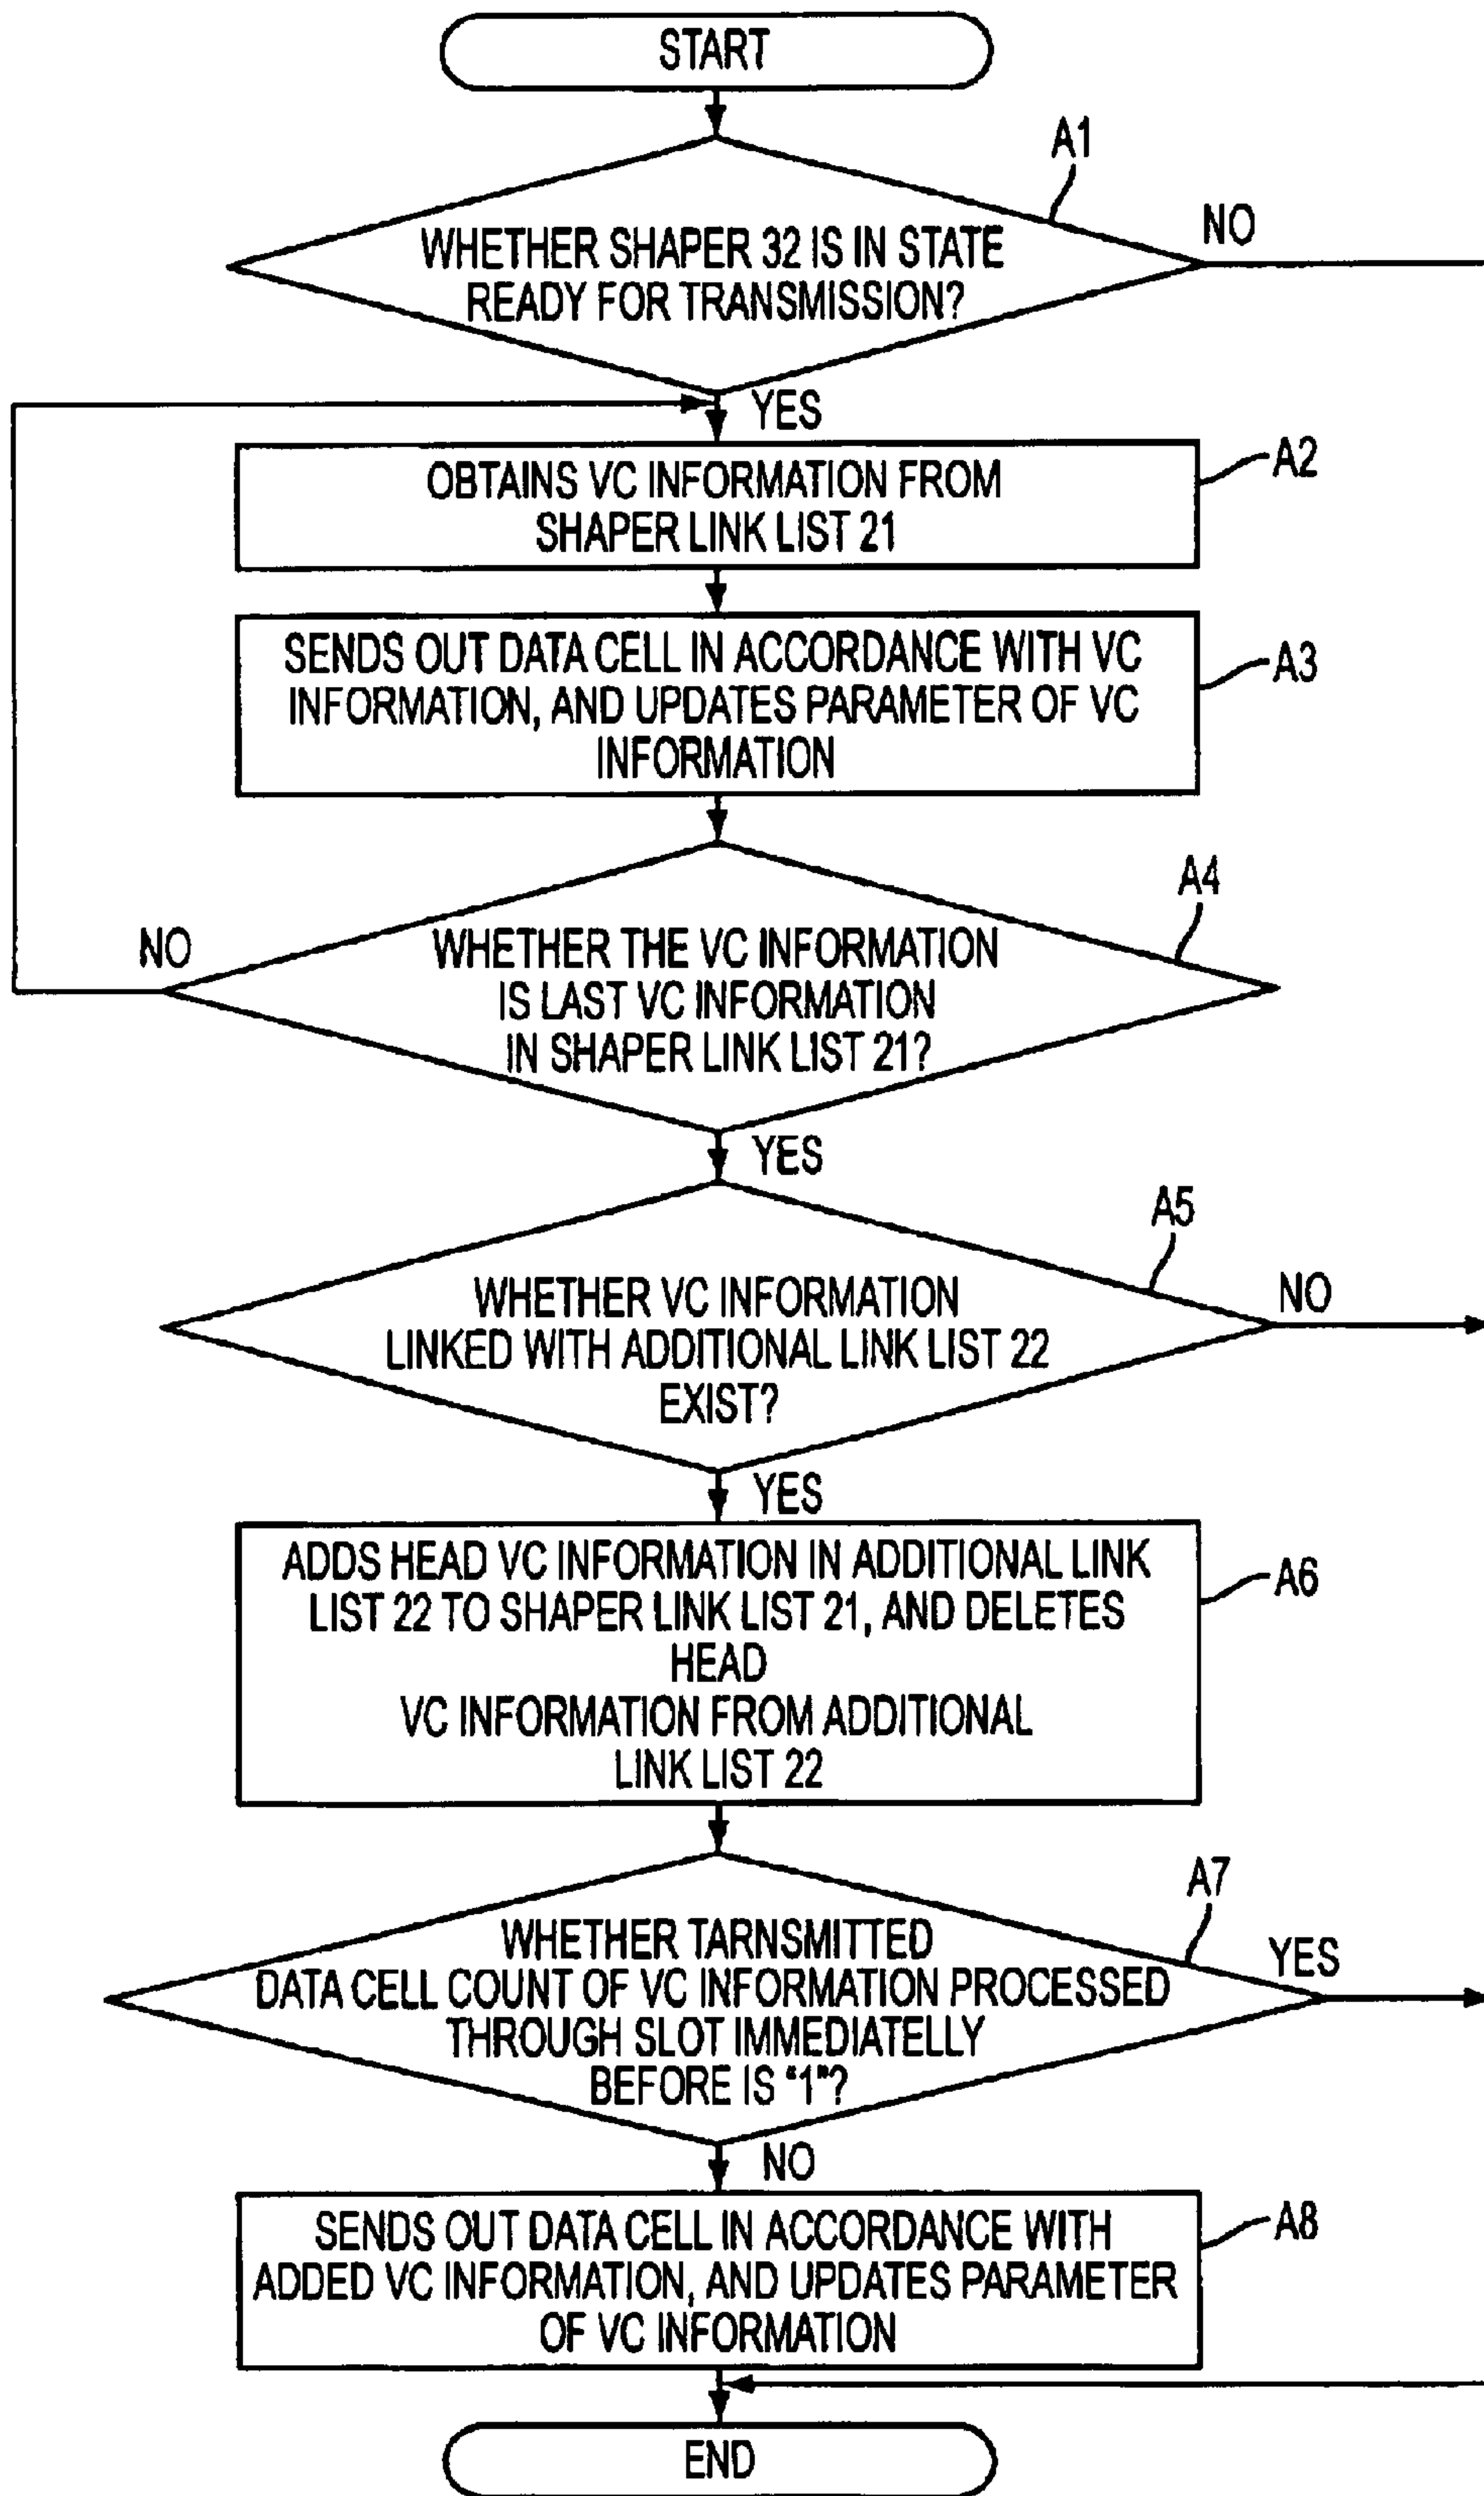 START
A1
NO
WHETHER SHAPER 32 IS IN STATE
READY FOR TRANSMISSION?
YES
A2
OBTAINS VC INFORMATION FROM
SHAPER LINK LIST 21
A3
SENDS OUT DATA CELL IN ACCORDANCE WITH VC
INFORMATION, AND UPDATES PARAMETER OF VC
INFORMATION
A4
NO
WHETHER THE VC INFORMATION
IS LAST VC INFORMATION
IN SHAPER LINK LIST 21?
YES
A5
NO
WHETHER VC INFORMATION
LINKED WITH ADDITIONAL LINK LIST 22
EXIST?
YES
A6
ADDS HEAD VC INFORMATION IN ADDITIONAL LINK
LIST 22 TO SHAPER LINK LIST 21, AND DELETES
HEAD
VC INFORMATION FROM ADDITIONAL
LINK LIST 22
A7
YES
WHETHER TARNSMITTED
DATA CELL COUNT OF VC INFORMATION PROCESSED
THROUGH SLOT IMMEDIATELLY
BEFORE IS "1"?
NO
A8
SENDS OUT DATA CELL IN ACCORDANCE WITH
ADDED VC INFORMATION, AND UPDATES PARAMETER
OF VC INFORMATION
END